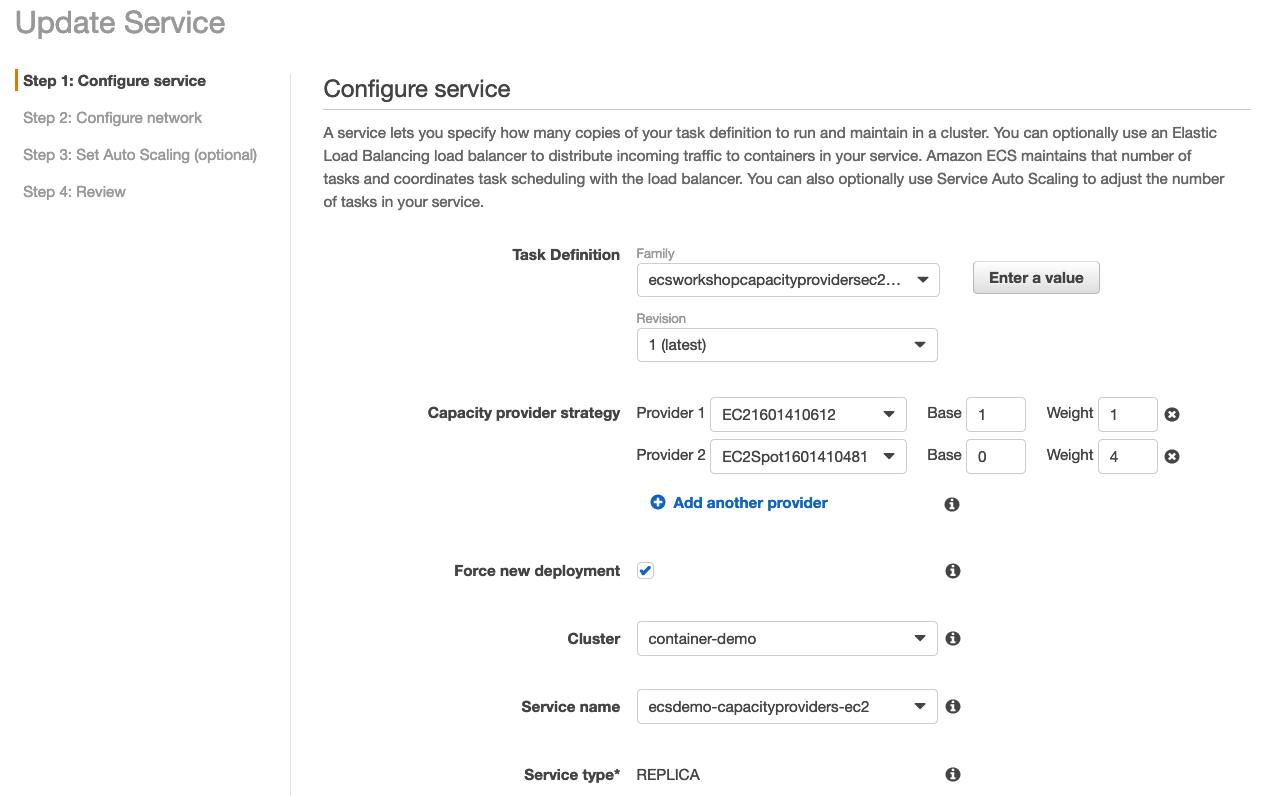 Update Service
Step 1: Configure service
Step 2: Configure network
Step 3: Set Auto Scaling (optional)
Step 4: Review
Configure service
A service lets you specify how many copies of your task definition to run and maintain in a cluster. You can optionally use an Elastic
Load Balancing load balancer to distribute incoming traffic to containers in your service. Amazon ECS maintains that number of
tasks and coordinates task scheduling with the load balancer. You can also optionally use Service Auto Scaling to adjust the number
of tasks in your service.
Task Definition
Family
ecsworkshopcapacityprovidersec2...
Enter a value
Revision
1 (latest)
Capacity provider strategy Provider 1 EC21601410612 Base 1 Weight 1
Provider 2 EC2Spot1601410481 Base 0 Weight 4
Add another provider
Force new deployment
Cluster container-demo
Service name ecsdemo-capacityproviders-ec2
Service type* REPLICA